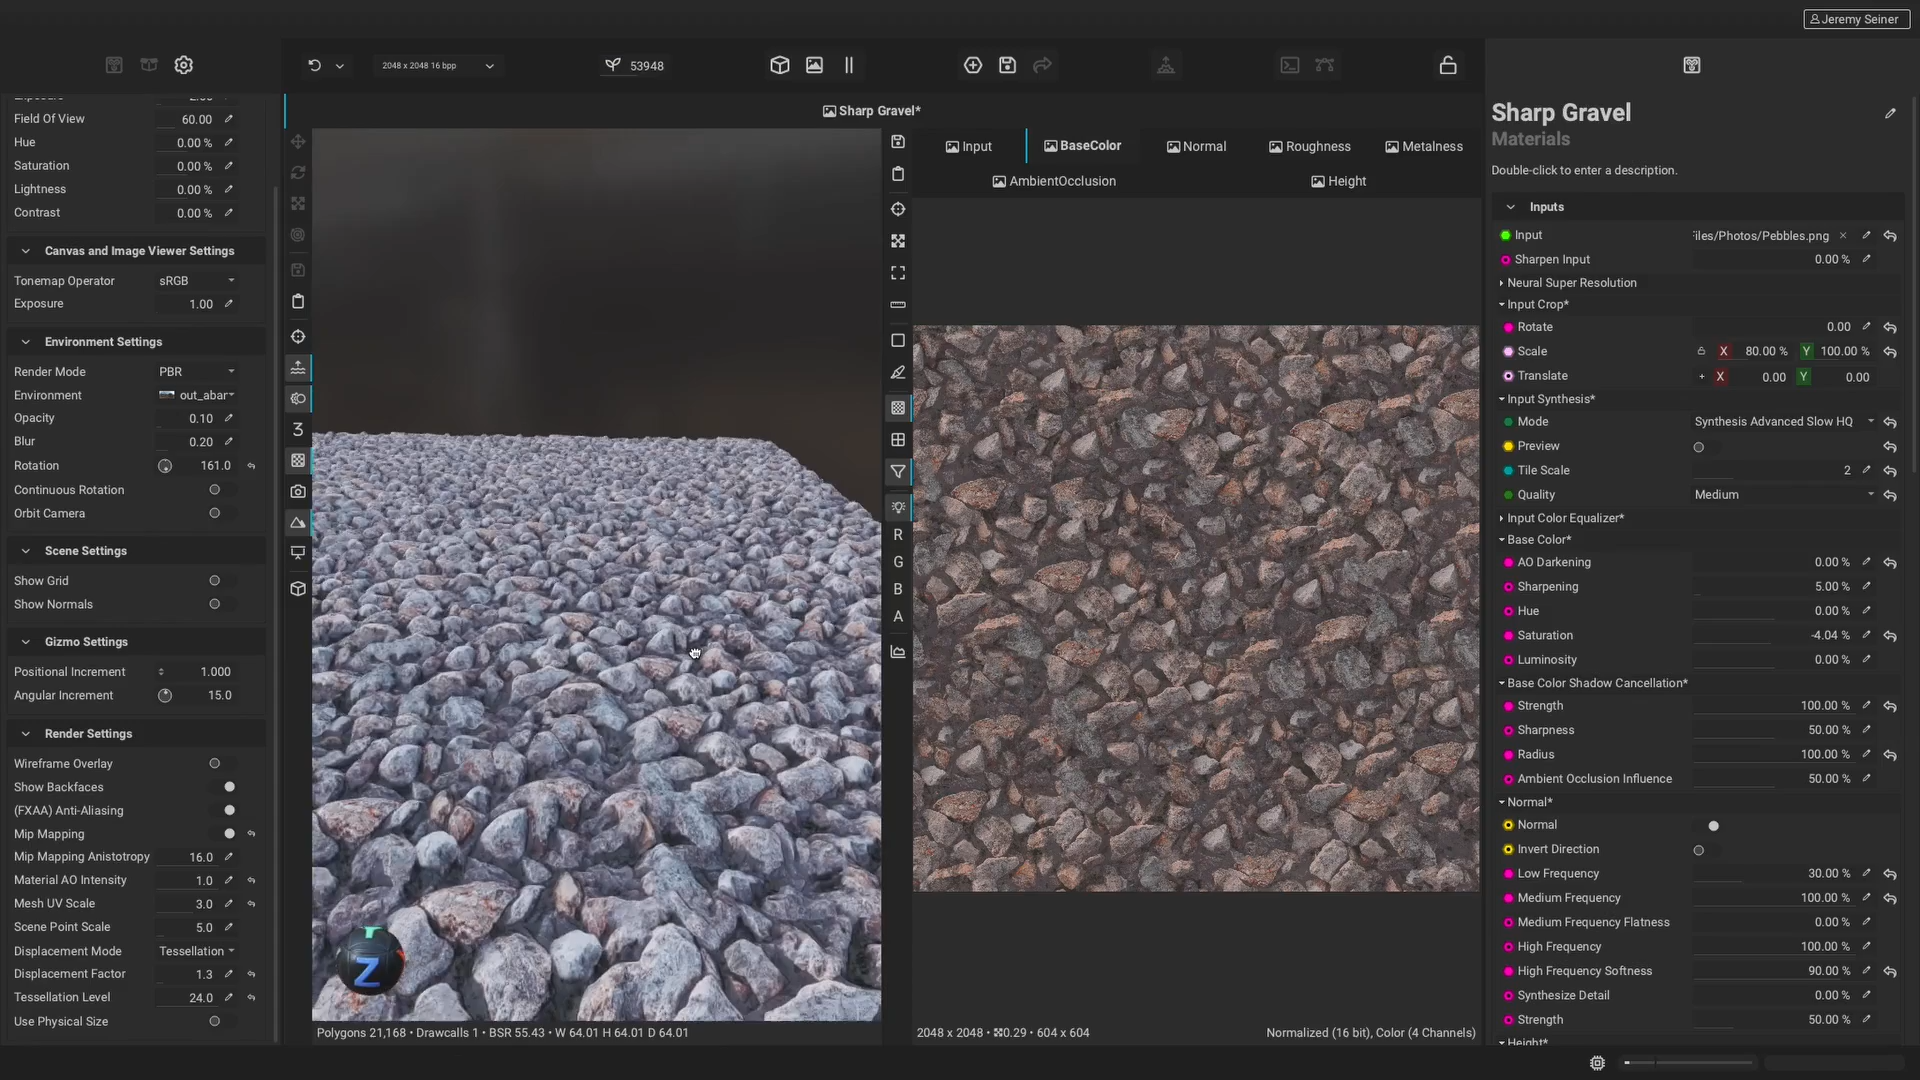 Jeremy Seiner
2048 x 2048 16 bpp
53948
Sharp Gravel*
Field Of View 60.00
Hue 0.00 %
Saturation 0.00 %
Lightness 0.00 %
Contrast 0.00 %
Canvas and Image Viewer Settings
Tonemap Operator sRGB
Exposure 1.00
Environment Settings
Render Mode PBR
Environment out_abar
Opacity 0.10
Blur 0.20
Rotation 161.0
Continuous Rotation
Orbit Camera
Scene Settings
Show Grid
Show Normals
Gizmo Settings
Positional Increment 1.000
Angular Increment 15.0
Render Settings
Wireframe Overlay
Show Backfaces
(FXAA) Anti-Aliasing
Mip Mapping
Mip Mapping Anistotropy 16.0
Material AO Intensity 1.0
Mesh UV Scale 3.0
Scene Point Scale 5.0
Displacement Mode Tessellation
Displacement Factor 1.3
Tessellation Level 24.0
Use Physical Size
3
Z
Polygons 21,168 • Drawcalls 1 • BSR 55.43 • W 64.01 H 64.01 D 64.01
Input BaseColor Normal Roughness Metalness
AmbientOcclusion Height
R
G
B
A
2048 x 2048 • 0.29 • 604 x 604
Normalized (16 bit), Color (4 Channels)
Sharp Gravel
Materials
Double-click to enter a description.
Inputs
Input iles/Photos/Pebbles.png
Sharpen Input 0.00 %
Neural Super Resolution
Input Crop*
Rotate 0.00
Scale X 80.00 % Y 100.00 %
Translate X 0.00 Y 0.00
Input Synthesis*
Mode Synthesis Advanced Slow HQ
Preview
Tile Scale 2
Quality Medium
Input Color Equalizer*
Base Color*
AO Darkening 0.00 %
Sharpening 5.00 %
Hue 0.00 %
Saturation -4.04 %
Luminosity 0.00 %
Base Color Shadow Cancellation*
Strength 100.00 %
Sharpness 50.00 %
Radius 100.00 %
Ambient Occlusion Influence 50.00 %
Normal*
Normal
Invert Direction
Low Frequency 30.00 %
Medium Frequency 100.00 %
Medium Frequency Flatness 0.00 %
High Frequency 100.00 %
High Frequency Softness 90.00 %
Synthesize Detail 0.00 %
Strength 50.00 %
Height*